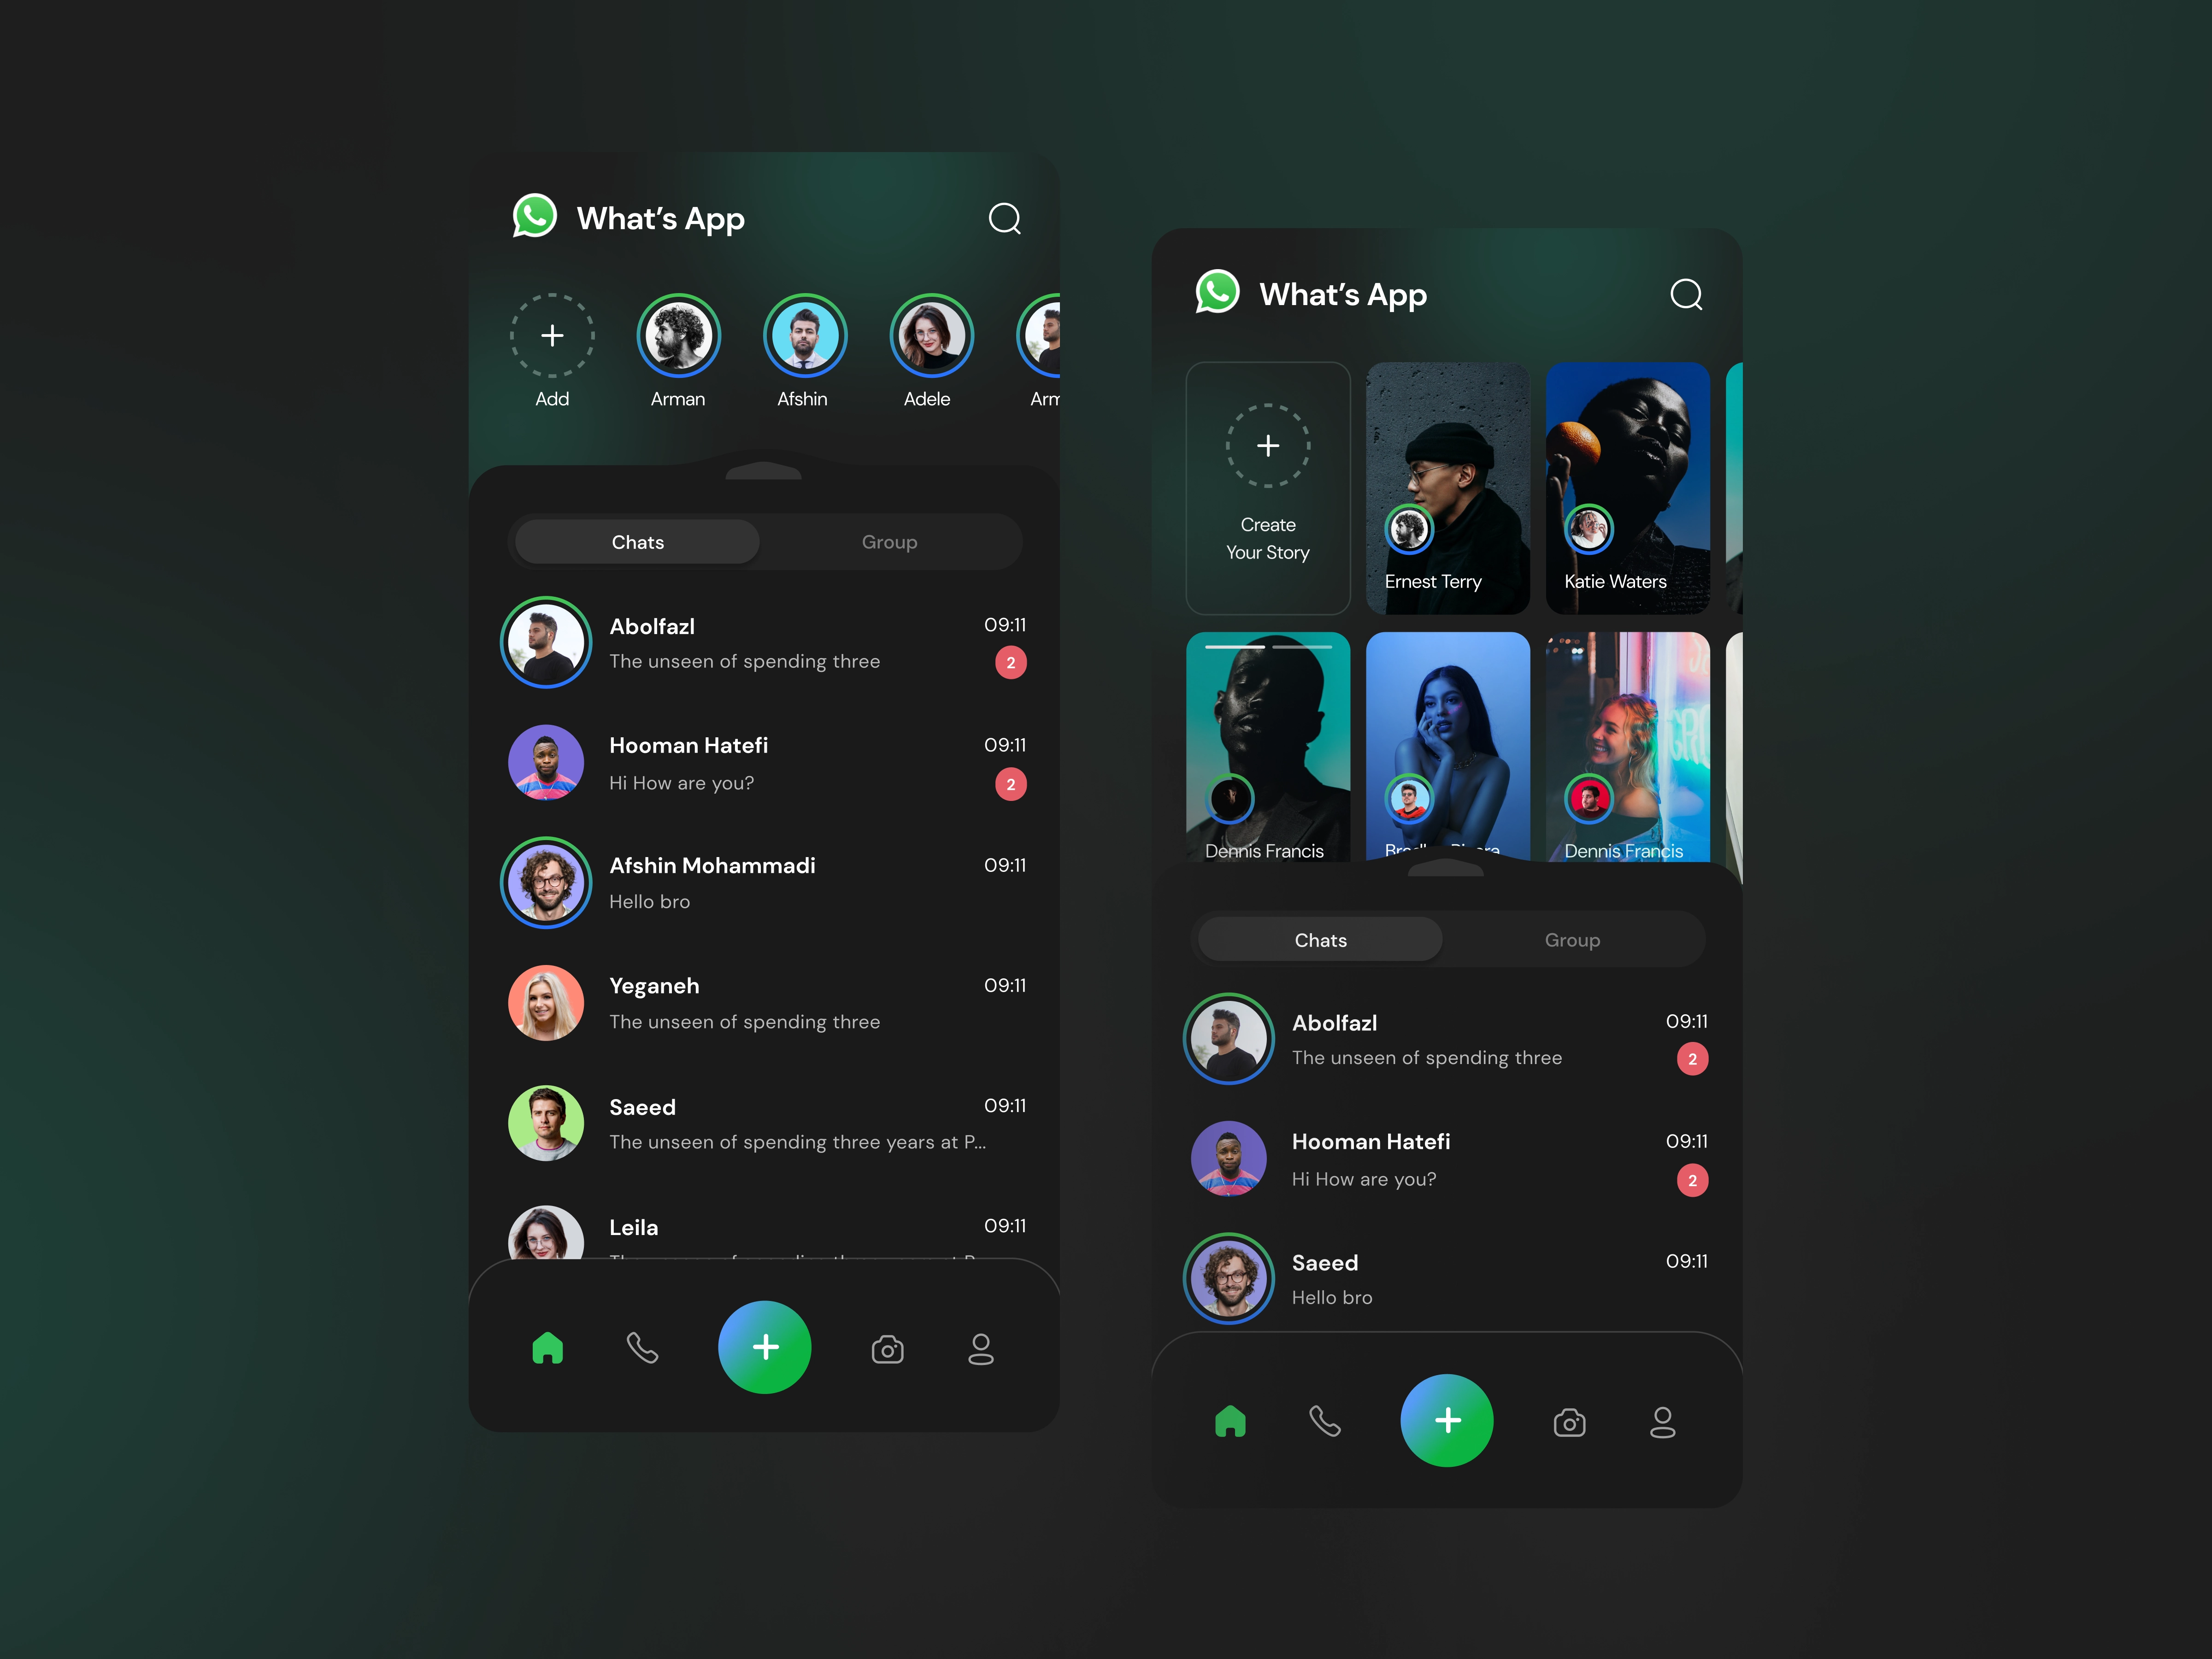 What's App
Add
Arman
Afshin
Adele
Arm
Chats
Group
Abolfazl
09:11
The unseen of spending three
2
Hooman Hatefi
09:11
Hi How are you?
2
Afshin Mohammadi
09:11
Hello bro
Yeganeh
09:11
The unseen of spending three
Saeed
09:11
The unseen of spending three years at P...
Leila
09:11
What's App
Create
Your Story
Ernest Terry
Katie Waters
Dennis Francis
Dennis Francis
Chats
Group
Abolfazl
09:11
The unseen of spending three
2
Hooman Hatefi
09:11
Hi How are you?
2
Saeed
09:11
Hello bro